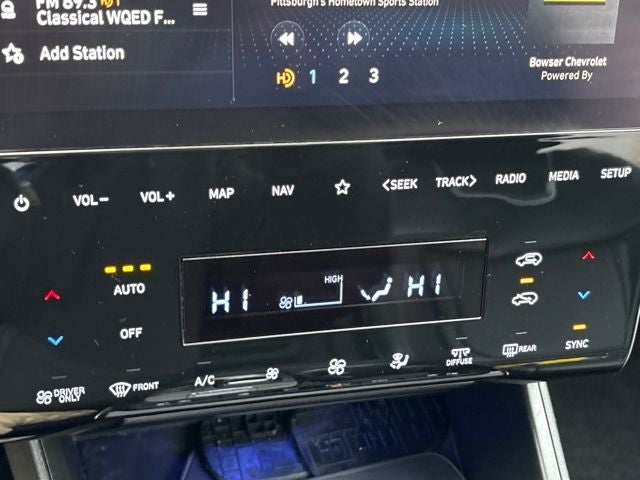 FM 89.3 HD1
Classical WQED F...
Add Station
Pittsburgh's Hometown Sports Station
HD 1 2 3
Bowser Chevrolet
Powered By
VOL− VOL+ MAP NAV <SEEK TRACK> RADIO MEDIA SETUP
AUTO
OFF
HI HIGH HI
DRIVER ONLY
FRONT
A/C
DIFFUSE
REAR
SYNC